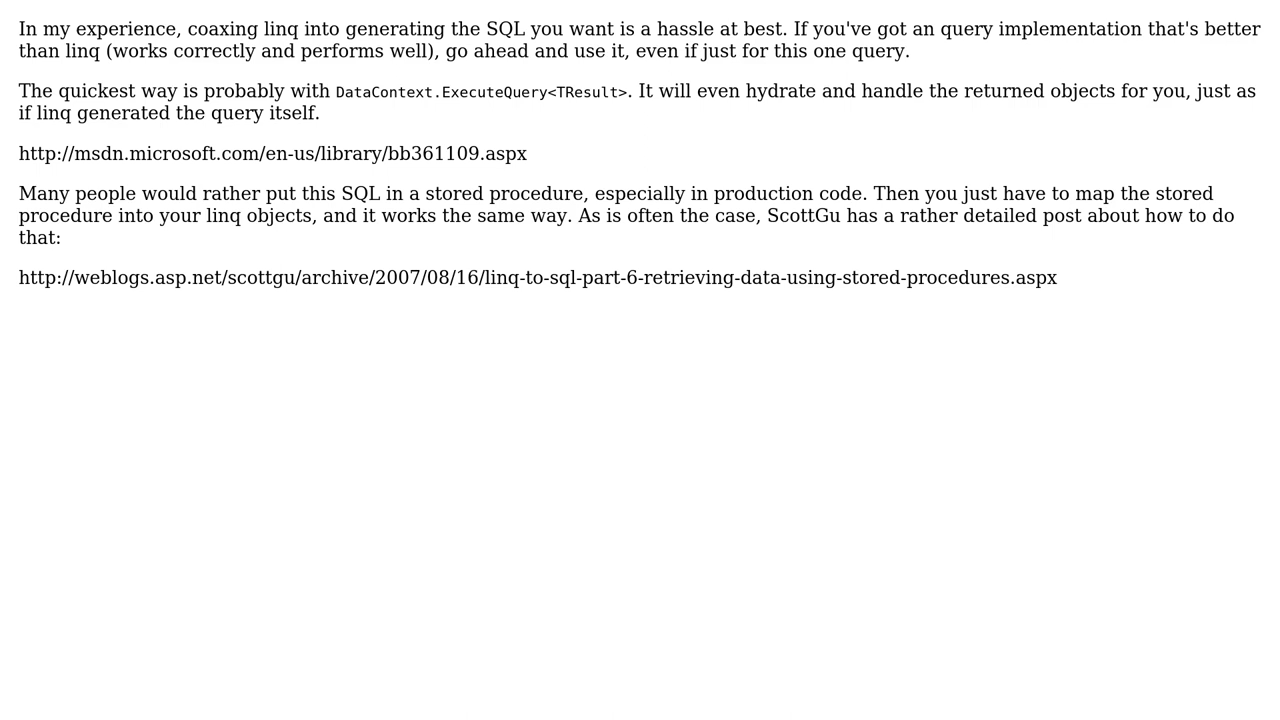 In my experience, coaxing linq into generating the SQL you want is a hassle at best. If you've got an query implementation that's better
than linq (works correctly and performs well), go ahead and use it, even if just for this one query.
The quickest way is probably with DataContext.ExecuteQuery<TResult>. It will even hydrate and handle the returned objects for you, just as
if linq generated the query itself.
http://msdn.microsoft.com/en-us/library/bb361109.aspx
Many people would rather put this SQL in a stored procedure, especially in production code. Then you just have to map the stored
procedure into your linq objects, and it works the same way. As is often the case, ScottGu has a rather detailed post about how to do
that:
http://weblogs.asp.net/scottgu/archive/2007/08/16/linq-to-sql-part-6-retrieving-data-using-stored-procedures.aspx